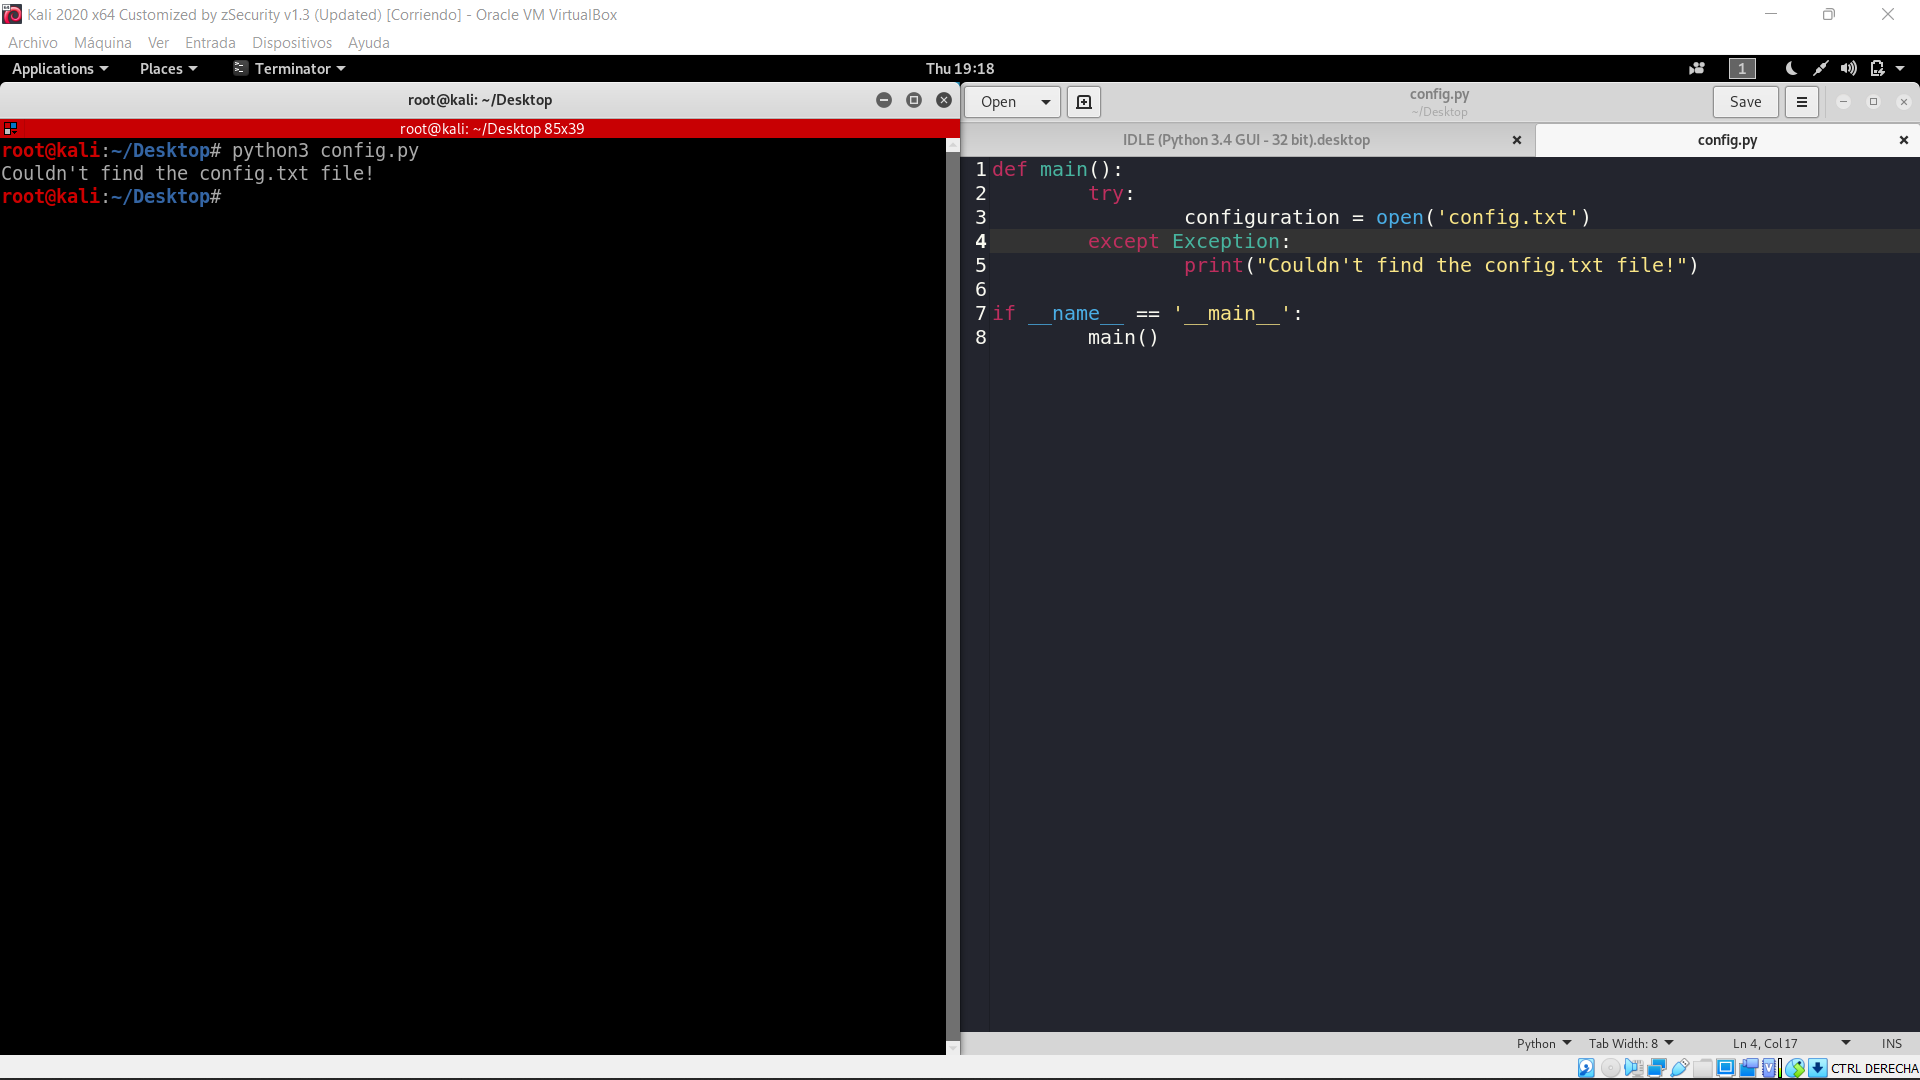 Kali 2020 x64 Customized by zSecurity v1.3 (Updated) [Corriendo] - Oracle VM VirtualBox
Archivo Máquina Ver Entrada Dispositivos Ayuda
Applications Places Terminator Thu 19:18 1
root@kali: ~/Desktop
root@kali: ~/Desktop 85x39
root@kali:~/Desktop# python3 config.py
Couldn't find the config.txt file!
root@kali:~/Desktop#
Open config.py Save
~/Desktop
IDLE (Python 3.4 GUI - 32 bit).desktop config.py
1 def main():
2 try:
3 configuration = open('config.txt')
4 except Exception:
5 print("Couldn't find the config.txt file!")
6
7 if __name__ == '__main__':
8 main()
Python Tab Width: 8 Ln 4, Col 17 INS
CTRL DERECHA